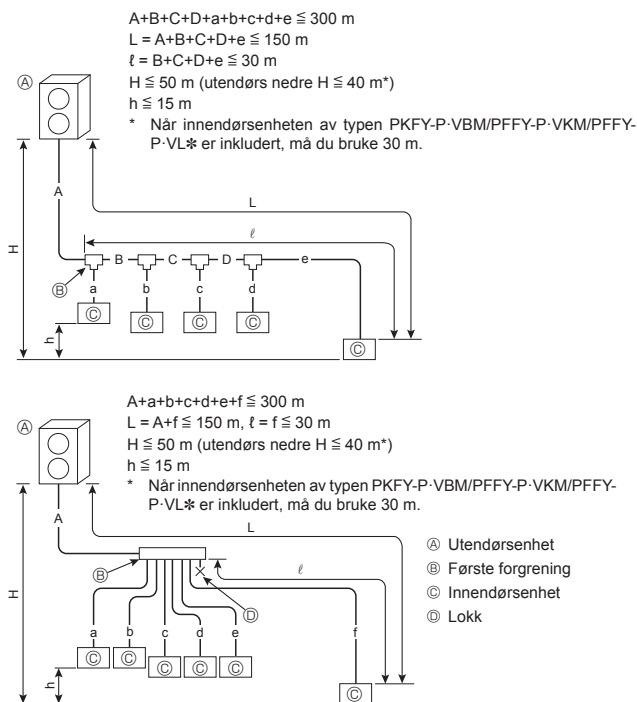 A+B+C+D+a+b+c+d+e ≦ 300 m
L = A+B+C+D+e ≦ 150 m
ℓ = B+C+D+e ≦ 30 m
H ≦ 50 m (utendørs nedre H ≦ 40 m*)
h ≦ 15 m
* Når innendørsenheten av typen PKFY-P·VBM/PFFY-P·VKM/PFFY-
P·VL✽ er inkludert, må du bruke 30 m.
Ⓐ
A
L
H
ℓ
B C D e
Ⓑ a b c d
Ⓒ Ⓒ Ⓒ Ⓒ
h
Ⓒ
A+a+b+c+d+e+f ≦ 300 m
L = A+f ≦ 150 m, ℓ = f ≦ 30 m
H ≦ 50 m (utendørs nedre H ≦ 40 m*)
h ≦ 15 m
* Når innendørsenheten av typen PKFY-P·VBM/PFFY-P·VKM/PFFY-
P·VL✽ er inkludert, må du bruke 30 m.
Ⓐ
A
L
H
Ⓑ
ℓ
Ⓓ
a b c d e f
Ⓒ Ⓒ Ⓒ Ⓒ Ⓒ
h
Ⓒ
Ⓐ Utendørsenhet
Ⓑ Første forgrening
Ⓒ Innendørsenhet
Ⓓ Lokk